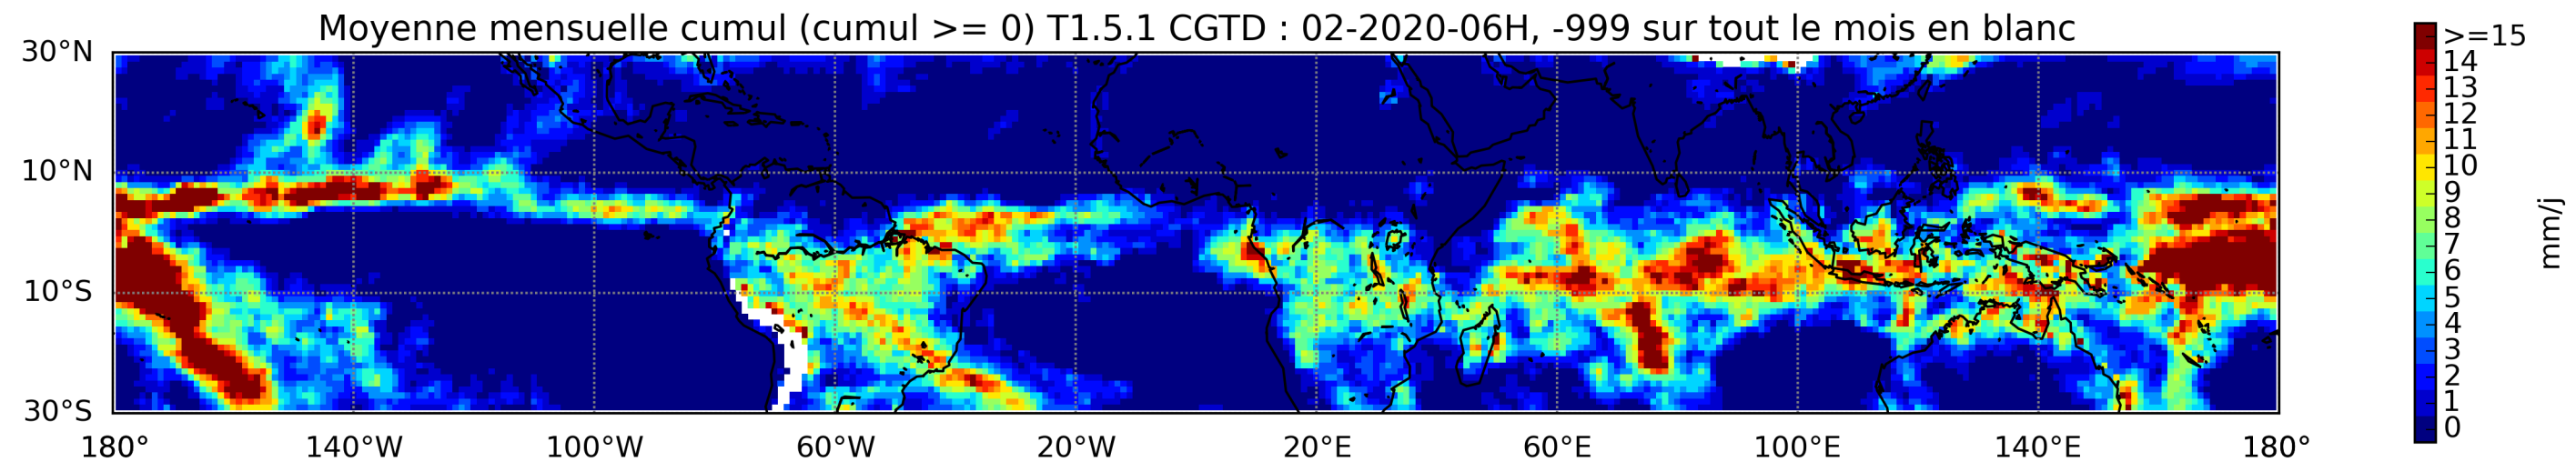 Moyenne mensuelle cumul (cumul >= 0) T1.5.1 CGTD : 02-2020-06H, -999 sur tout le mois en blanc
30°N
10°N
10°S
30°S
180° 140°W 100°W 60°W 20°W 20°E 60°E 100°E 140°E 180°
>=15
14
13
12
11
10
9
8
7
6
5
4
3
2
1
0
mm/j